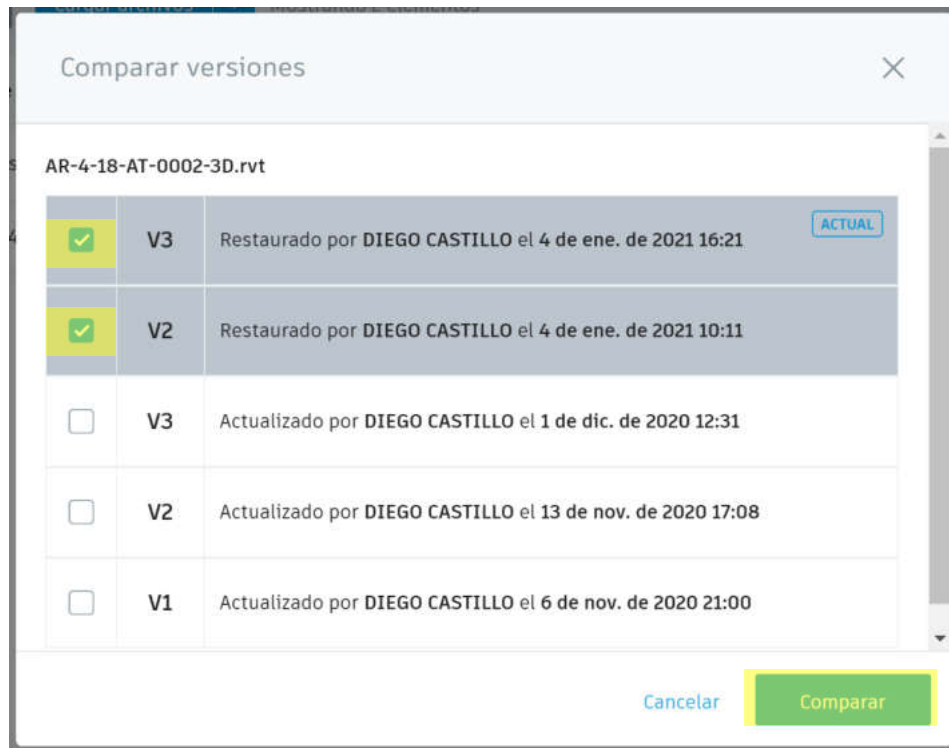 Comparar versiones
AR-4-18-AT-0002-3D.rvt
V3 Restaurado por DIEGO CASTILLO el 4 de ene. de 2021 16:21 ACTUAL
V2 Restaurado por DIEGO CASTILLO el 4 de ene. de 2021 10:11
V3 Actualizado por DIEGO CASTILLO el 1 de dic. de 2020 12:31
V2 Actualizado por DIEGO CASTILLO el 13 de nov. de 2020 17:08
V1 Actualizado por DIEGO CASTILLO el 6 de nov. de 2020 21:00
Cancelar Comparar